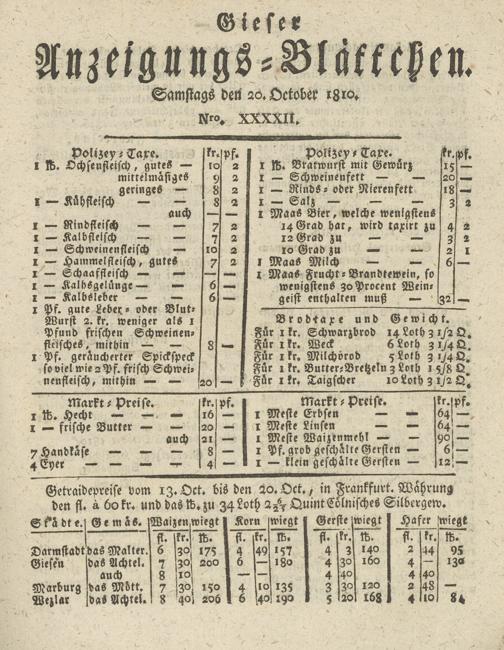 Gieser
Anzeigungs-Blättchen.
Samstags den 20. October 1810.
Nro. XXXXII.
Polizey-Taxe. kr. pf.
1 ℔. Ochsenfleisch, gutes — 10 2
mittelmäsiges 9 2
geringes — 8 2
1 — Kühfleisch — 8 2
auch — —
1 — Rindfleisch — 7 2
1 — Kalbfleisch — 7 2
1 — Schweinenfleisch — 10 2
1 — Hammelfleisch, gutes 7 2
1 — Schaaffleisch — — —
1 — Kalbsgelünge — — 6 —
1 — Kalbsleber — 6 —
1 Pf. gute Leber- oder Blut-
Wurst 2. kr. weniger als 1
Pfund frischen Schweinen-
fleisches, mithin — — 8 —
1 Pf. geräucherter Spickspeck
so viel wie 2 Pf. frisch Schwei-
nenfleisch, mithin — — 20 —
Polizey-Taxe. kr. pf.
1 ℔. Bratwurst mit Gewürz 15 —
1 — Schweinenfett — — 20 —
1 — Rinds- oder Nierenfett 18 —
1 — Salz — — 3 2
1 Maas Bier, welche wenigstens
14 Grad hat, wird taxirt zu 4 2
12 Grad zu — — 3 2
10 Grad zu — — 2 1
1 Maas Milch — — 6 —
1 Maas Frucht-Brandtewein, so
wenigstens 30 Procent Wein-
geist enthalten muß — 32 —
Brodtaxe und Gewicht.
Für 1 kr. Schwarzbrod 14 Loth 3 1/2 Q.
Für 1 kr. Weck 6 Loth 3 1/4 Q.
Für 1 kr. Milchbrod 5 Loth 3 1/4 Q.
Für 1 kr. Butter-Bretzeln 3 Loth 1 5/8 Q.
Für 1 kr. Taigscher 10 Loth 3 1/2 Q.
Markt-Preise. kr. pf.
1 ℔. Hecht — — 16 —
1 — frische Butter — — 20 —
auch 21 —
7 Handkäse — — 8 —
4 Eyer — — 4 —
Markt-Preise. kr. pf.
1 Meste Erbsen — — 64 —
1 Meste Linsen — — 64 —
1 Meste Waizenmehl — — 90 —
1 Pf. grob geschälte Gersten — 6 —
1 — klein geschälte Gersten — 12 —
Getraidepreise vom 13. Oct. bis den 20. Oct., in Frankfurt. Währung
den fl. à 60 kr. und das ℔. zu 34 Loth Quint Cölnisches Silbergew.
Städte. Gemäs. Waizen wiegt Korn wiegt Gerste wiegt Hafer wiegt
fl. kr. ℔ fl. kr. ℔ fl. kr. ℔ fl. kr. ℔
Darmstadt das Malter. 6 30 175 4 49 157 4 3 140 2 44 95
Giesen das Achtel. 7 30 200 6 — 180 4 30 160 4 — 130
auch 8 10 — — — 4 40 4 40
Marburg das Mött. 7 30 150 4 10 135 3 30 120 2 48 —
Wezlar das Achtel. 8 40 206 6 40 190 5 20 168 4 10 84